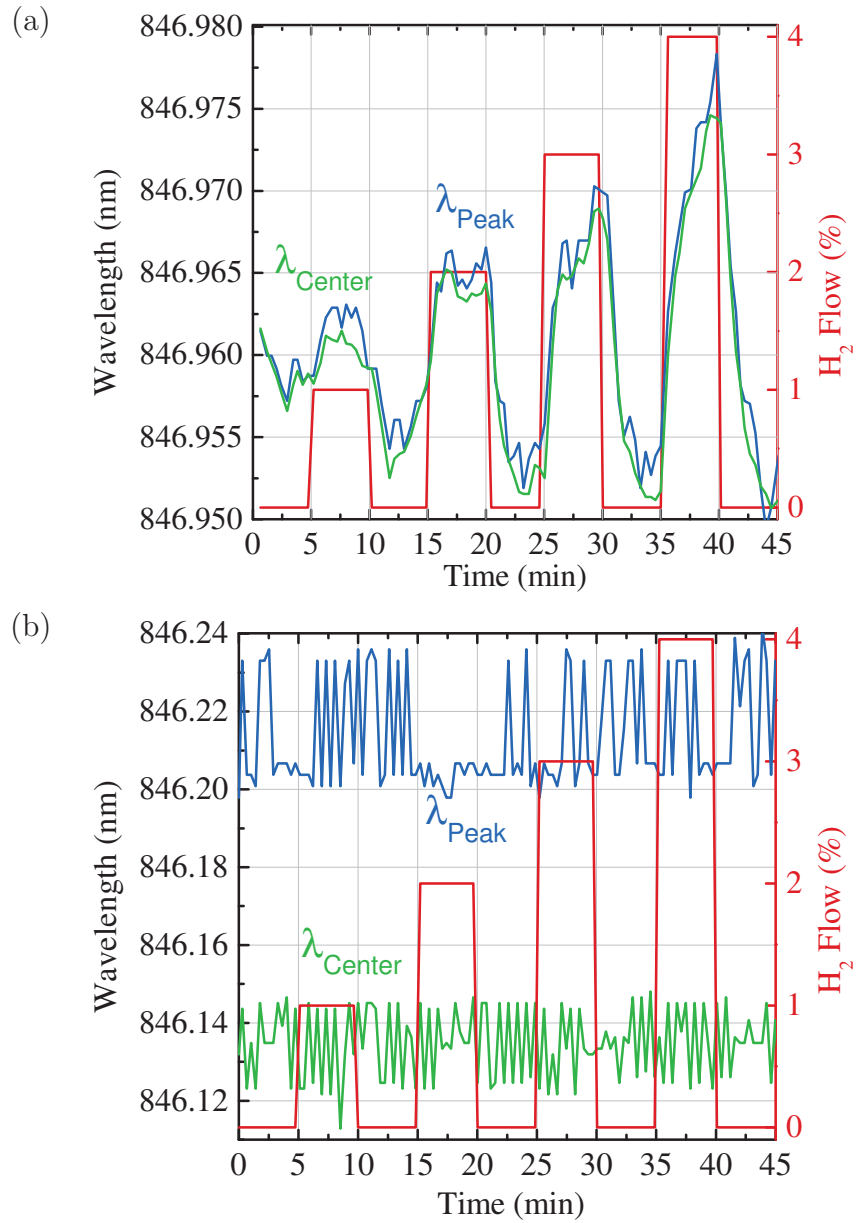 (a)
846.980
846.975
846.970
846.965
846.960
846.955
846.950
Wavelength (nm)
λPeak
λCenter
4
3
2
1
0
H2 Flow (%)
0 5 10 15 20 25 30 35 40 45
Time (min)
(b)
846.24
846.22
846.20
846.18
846.16
846.14
846.12
Wavelength (nm)
λPeak
λCenter
4
3
2
1
0
H2 Flow (%)
0 5 10 15 20 25 30 35 40 45
Time (min)